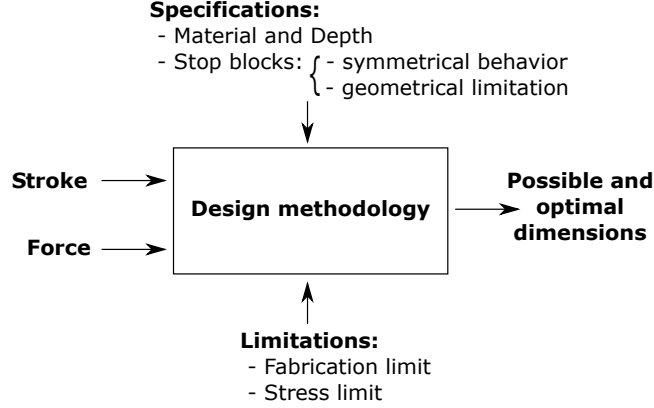 Specifications:
- Material and Depth
- Stop blocks: { - symmetrical behavior
- geometrical limitation
Stroke
Force
Design methodology
Possible and
optimal
dimensions
Limitations:
- Fabrication limit
- Stress limit